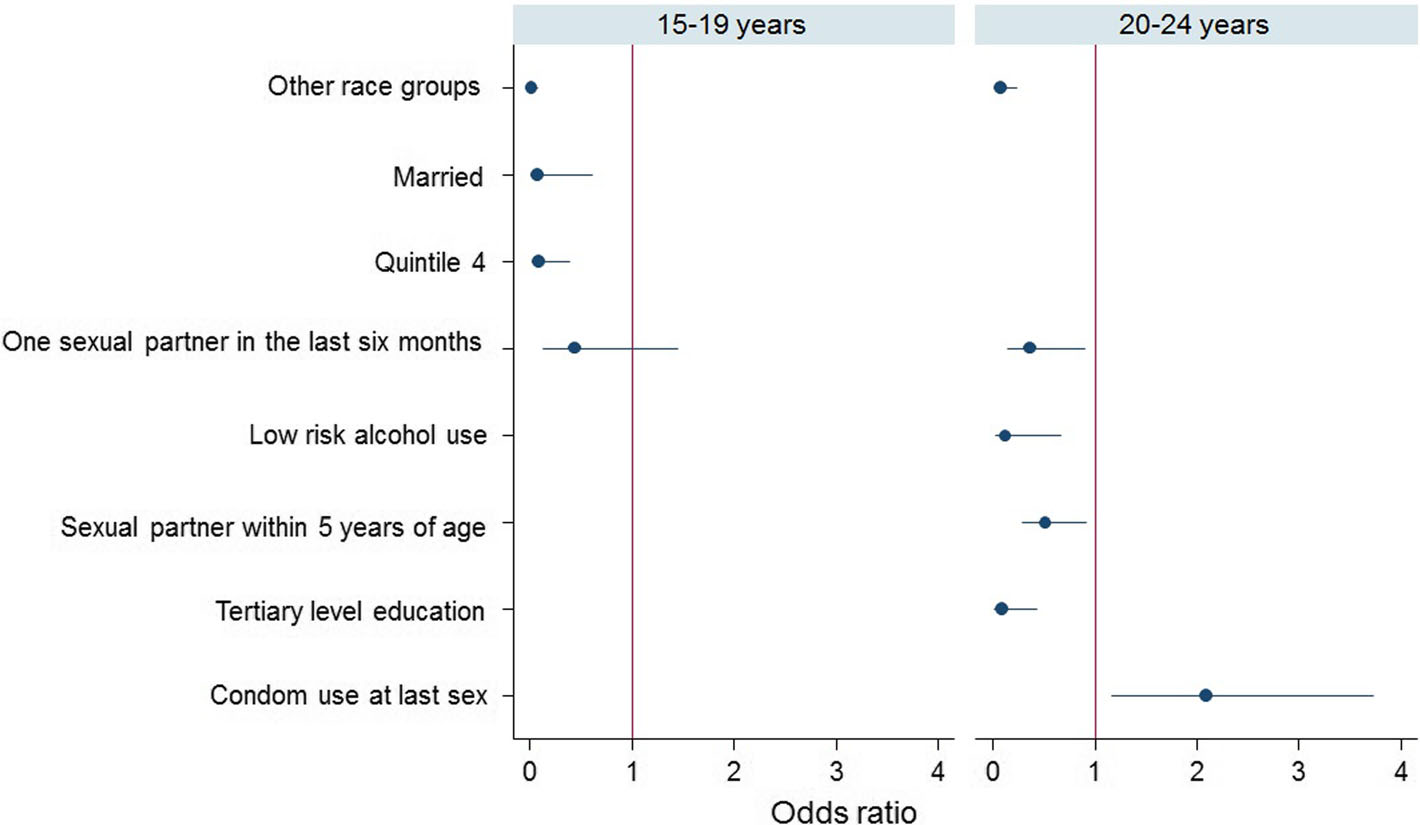 15-19 years
20-24 years
Other race groups
Married
Quintile 4
One sexual partner in the last six months
Low risk alcohol use
Sexual partner within 5 years of age
Tertiary level education
Condom use at last sex
0 1 2 3 4
0 1 2 3 4
Odds ratio